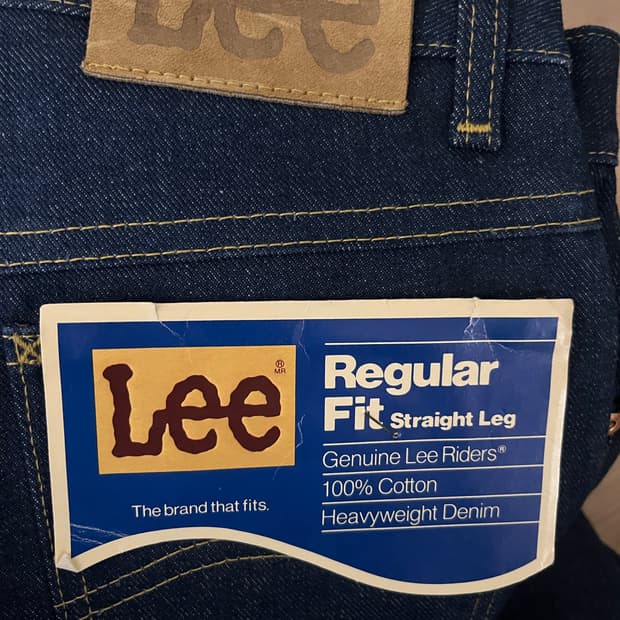 Lee
Lee
®
MR
The brand that fits.
Regular
Fit Straight Leg
Genuine Lee Riders®
100% Cotton
Heavyweight Denim